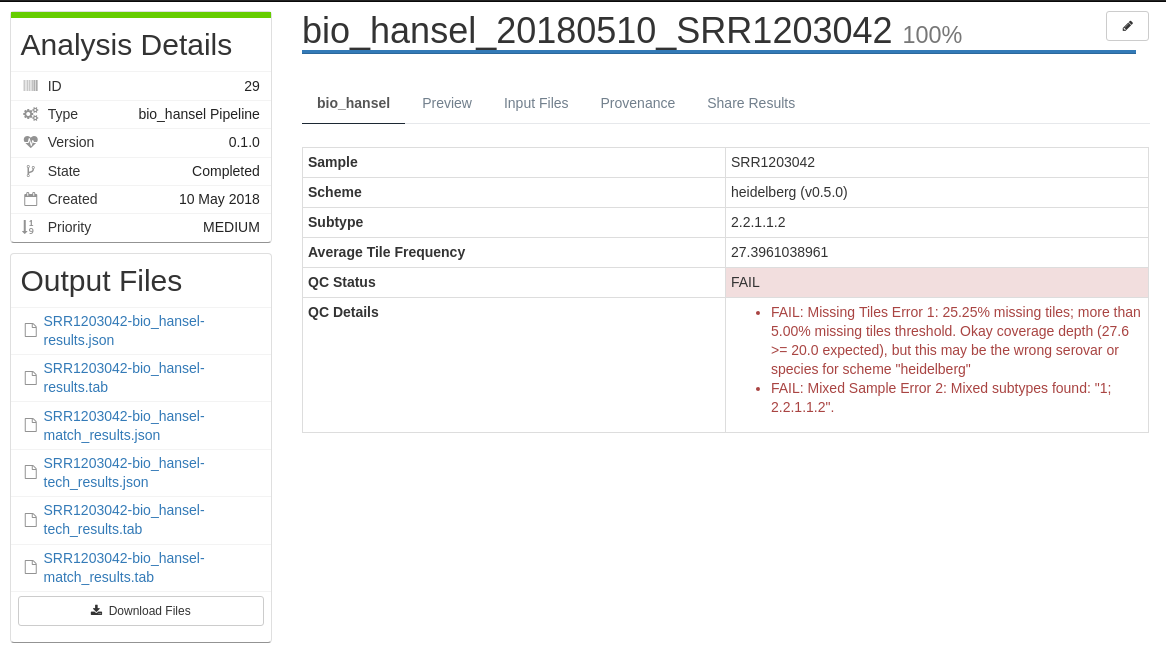 Analysis Details
ID 29
Type bio_hansel Pipeline
Version 0.1.0
State Completed
Created 10 May 2018
Priority MEDIUM
Output Files
SRR1203042-bio_hansel-
results.json
SRR1203042-bio_hansel-
results.tab
SRR1203042-bio_hansel-
match_results.json
SRR1203042-bio_hansel-
tech_results.json
SRR1203042-bio_hansel-
tech_results.tab
SRR1203042-bio_hansel-
match_results.tab
Download Files
bio_hansel_20180510_SRR1203042 100%
bio_hansel Preview Input Files Provenance Share Results
Sample SRR1203042
Scheme heidelberg (v0.5.0)
Subtype 2.2.1.1.2
Average Tile Frequency 27.3961038961
QC Status FAIL
QC Details
• FAIL: Missing Tiles Error 1: 25.25% missing tiles; more than
5.00% missing tiles threshold. Okay coverage depth (27.6
>= 20.0 expected), but this may be the wrong serovar or
species for scheme "heidelberg"
• FAIL: Mixed Sample Error 2: Mixed subtypes found: "1;
2.2.1.1.2".